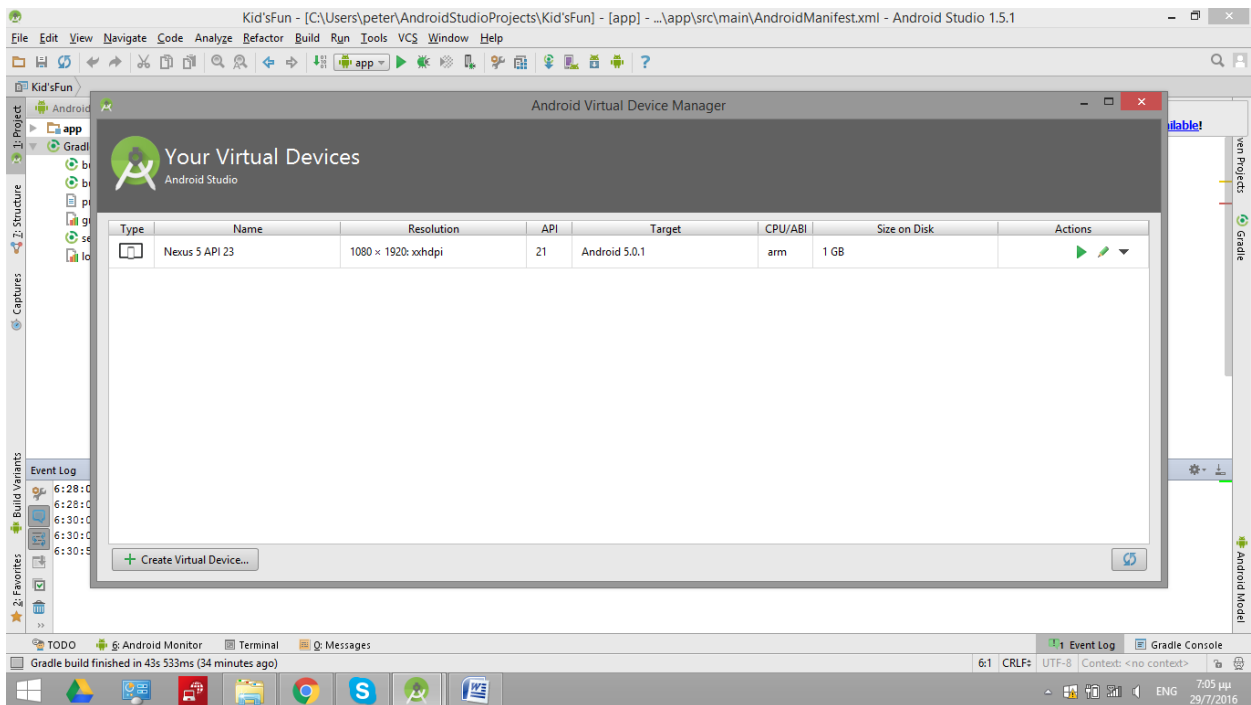 Kid'sFun - [C:\Users\peter\AndroidStudioProjects\Kid'sFun] - [app] - ...\app\src\main\AndroidManifest.xml - Android Studio 1.5.1
File Edit View Navigate Code Analyze Refactor Build Run Tools VCS Window Help
app
Kid'sFun
1: Project
7: Structure
Captures
Build Variants
2: Favorites
Android
app
Gradl
Android Virtual Device Manager
Your Virtual Devices
Android Studio
Type Name Resolution API Target CPU/ABI Size on Disk Actions
Nexus 5 API 23 1080 × 1920: xxhdpi 21 Android 5.0.1 arm 1 GB
Create Virtual Device...
ilable!
ven Projects
Gradle
Android Model
Event Log
6:28:0
6:28:0
6:30:0
6:30:0
6:30:5
TODO 6: Android Monitor Terminal 0: Messages 1 Event Log Gradle Console
Gradle build finished in 43s 533ms (34 minutes ago) 6:1 CRLF÷ UTF-8 Context: <no context>
ENG 7:05 μμ
29/7/2016